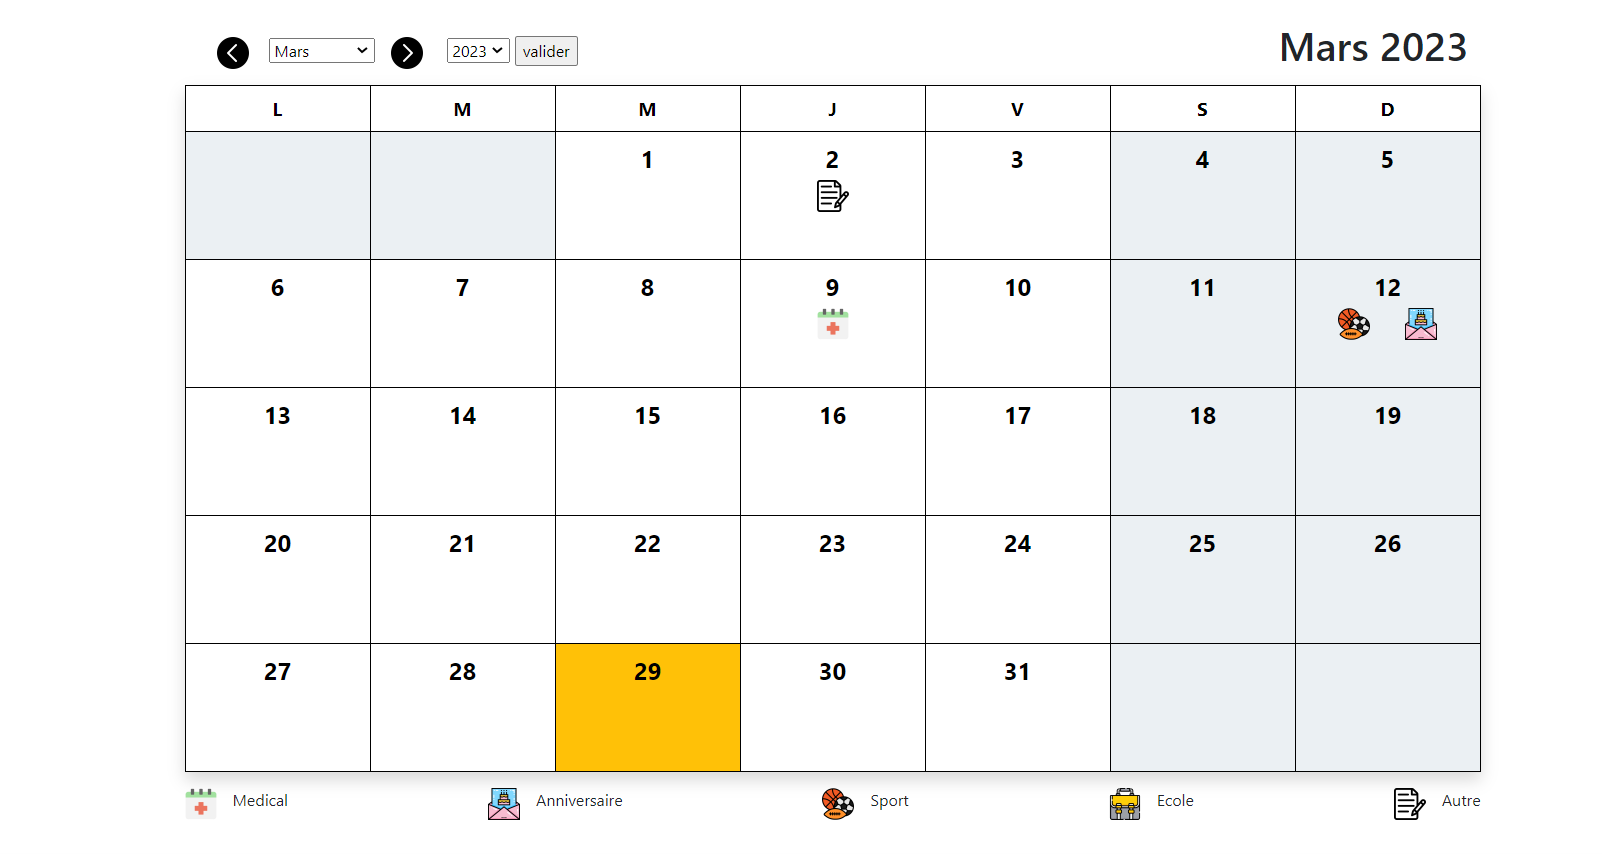 Mars 2023 valider
Mars 2023
L M M J V S D
1 2 3 4 5
6 7 8 9 10 11 12
13 14 15 16 17 18 19
20 21 22 23 24 25 26
27 28 29 30 31
Medical Anniversaire Sport Ecole Autre